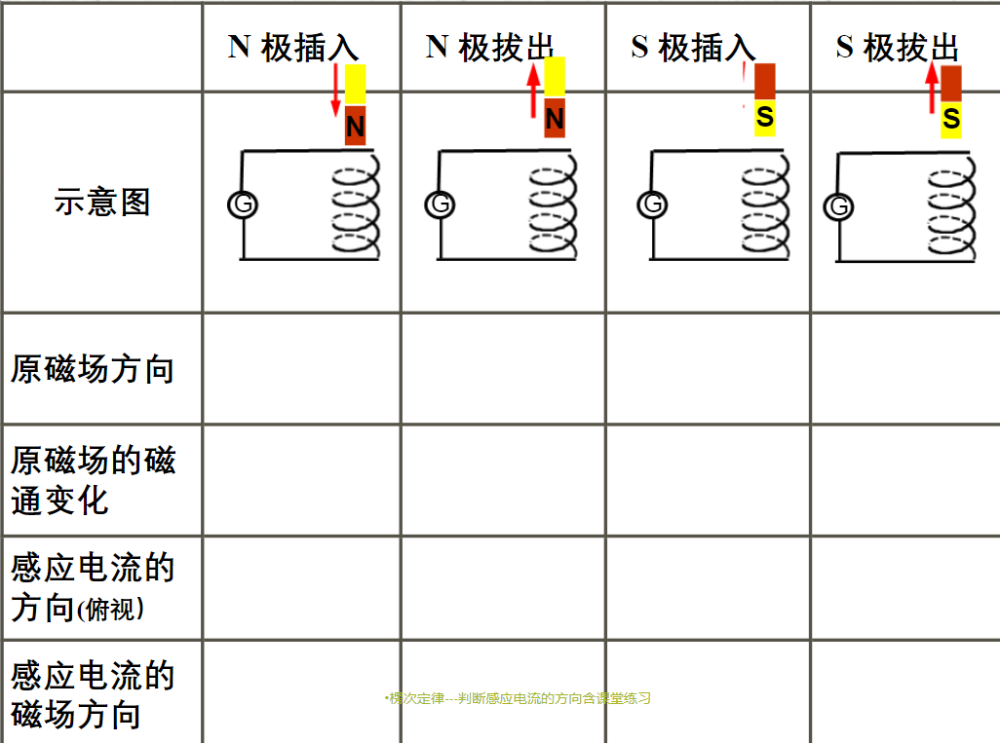 N 极插入
N 极拔出
S 极插入
S 极拔出
示意图
N
G
N
G
S
G
S
G
原磁场方向
原磁场的磁
通变化
感应电流的
方向(俯视)
感应电流的
磁场方向
•楞次定律---判断感应电流的方向含课堂练习